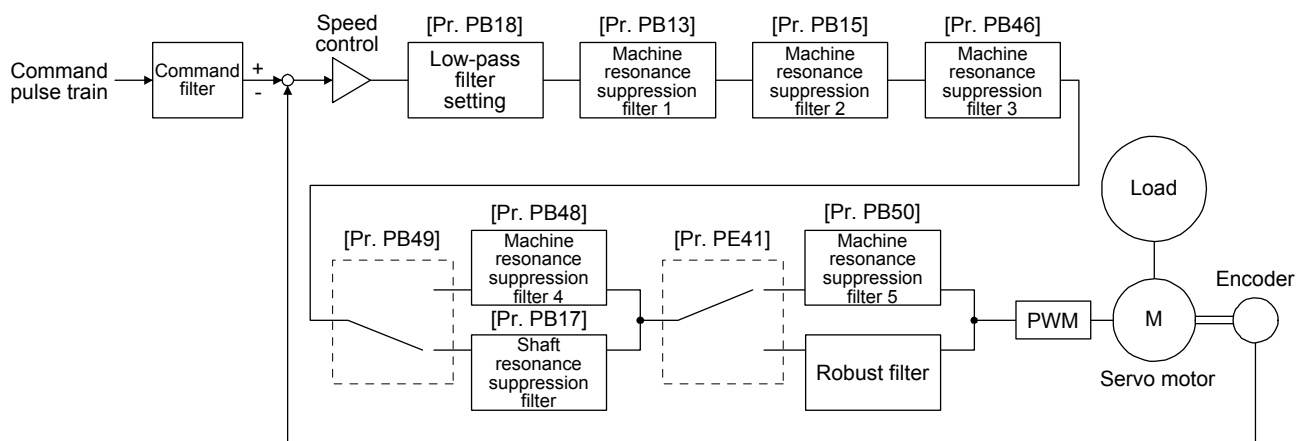 Command
pulse train
Command
filter
+
-
Speed
control
[Pr. PB18]
Low-pass
filter
setting
[Pr. PB13]
Machine
resonance
suppression
filter 1
[Pr. PB15]
Machine
resonance
suppression
filter 2
[Pr. PB46]
Machine
resonance
suppression
filter 3
[Pr. PB49]
[Pr. PB48]
Machine
resonance
suppression
filter 4
[Pr. PB17]
Shaft
resonance
suppression
filter
[Pr. PE41]
[Pr. PB50]
Machine
resonance
suppression
filter 5
Robust filter
PWM
Load
M
Servo motor
Encoder